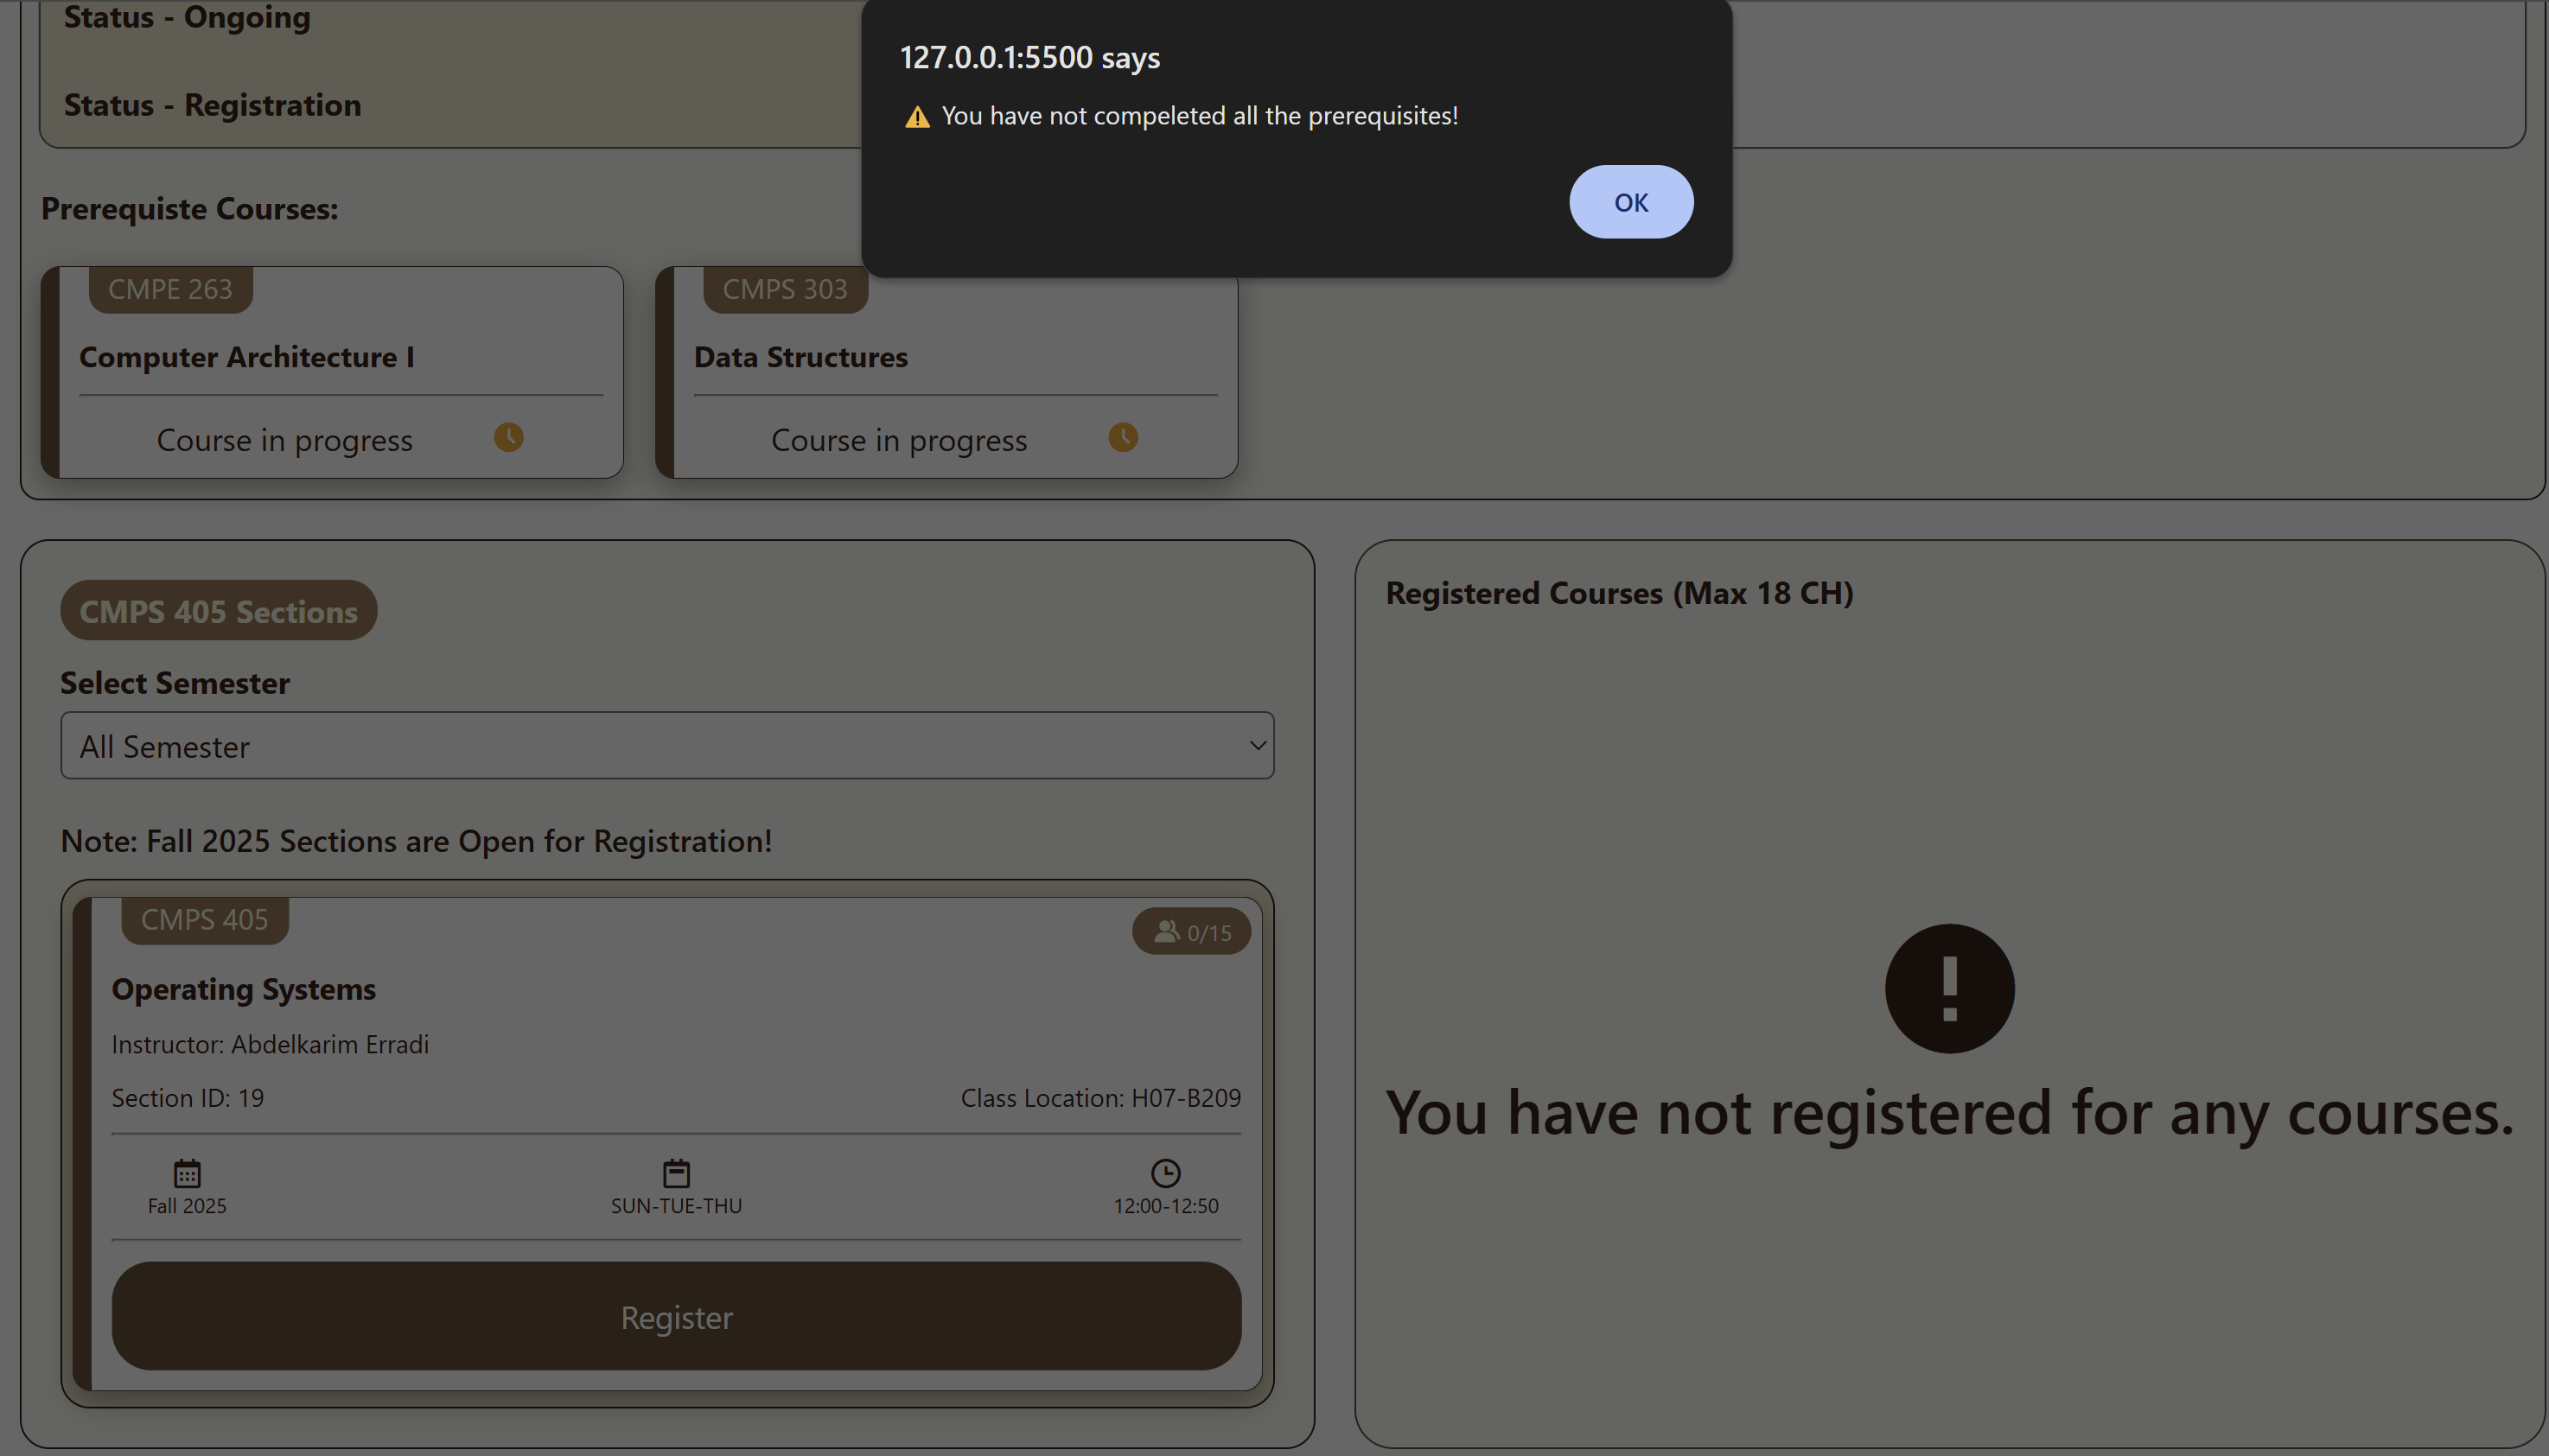 Status - Ongoing
Status - Registration
127.0.0.1:5500 says
⚠ You have not compeleted all the prerequisites!
OK
Prerequiste Courses:
CMPE 263
Computer Architecture I
Course in progress
CMPS 303
Data Structures
Course in progress
CMPS 405 Sections
Select Semester
All Semester
Note: Fall 2025 Sections are Open for Registration!
CMPS 405
0/15
Operating Systems
Instructor: Abdelkarim Erradi
Section ID: 19
Class Location: H07-B209
Fall 2025
SUN-TUE-THU
12:00-12:50
Register
Registered Courses (Max 18 CH)
You have not registered for any courses.